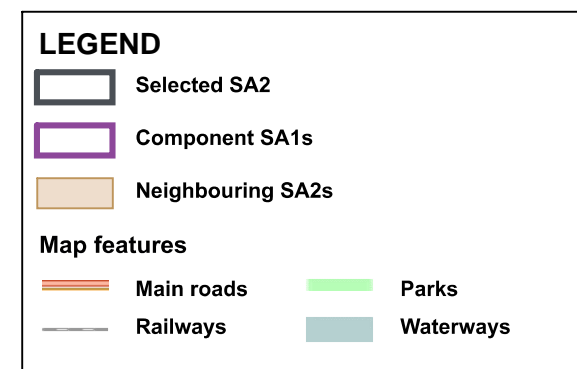 LEGEND
Selected SA2
Component SA1s
Neighbouring SA2s
Map features
Main roads
Parks
Railways
Waterways